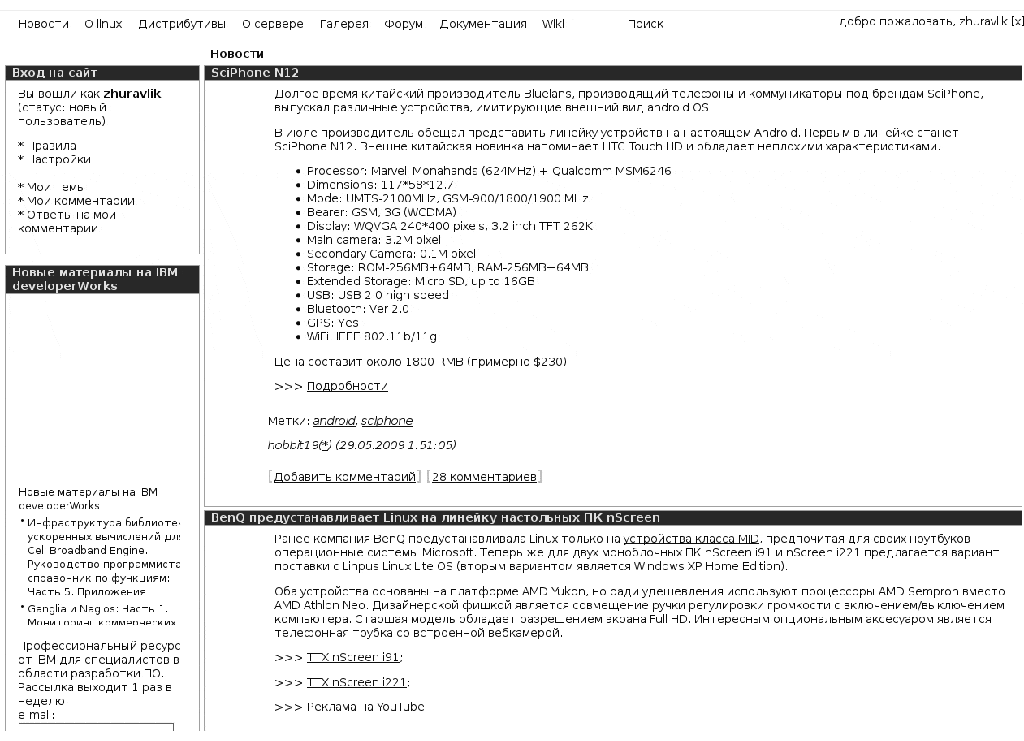 Новости O linux Дистрибутивы О сервере Галерея Форум Документация Wiki Поиск добро пожаловать, zhuravlik [x]
Новости
Вход на сайт
Вы вошли как zhuravlik
(статус: новый
пользователь)
* Правила
* Настройки
* Мои темы
* Мои комментарии
* Ответы на мои
комментарии
Новые материалы на IBM
developerWorks
Новые материалы на IBM
developerWorks
Инфраструктура библиоте
ускоренных вычислений для
Cell Broadband Engine.
Руководство программиста
справочник по функциям:
Часть 5. Приложения
Ganglia и Nagios: Часть 1.
Мониторинг коммерческих
Профессиональный ресурс
от IBM для специалистов в
области разработки ПО.
Рассылка выходит 1 раз в
неделю
e-mail:
SciPhone N12
Долгое время китайский производитель Bluelans, производящий телефоны и коммуникаторы под брендам SciPhone,
выпускал различные устройства, имитирующие внешний вид android OS
В июле производитель обещал представить линейку устройств на настоящем Android. Первым в линейке станет
SciPhone N12. Внешне китайская новинка напоминает HTC Touch HD и обладает неплохими характеристиками.
• Processor: Marvell Monahands (624MHz) + Qualcomm MSM6246
• Dimensions: 117*58*12.7
• Mode: UMTS-2100MHz, GSM-900/1800/1900 MHz
• Bearer: GSM, 3G (WCDMA)
• Display: WQVGA 240*400 pixels, 3.2 inch TFT 262K
• Main camera: 3.2M pixel
• Secondary Camera: 0.1M pixel
• Storage: ROM-256MB+64MB, RAM-256MB+64MB
• Extended Storage: Micro SD, up to 16GB
• USB: USB 2.0 high speed
• Bluetooth: Ver 2.0
• GPS: Yes
• WiFi: IEEE 802.11b/11g
Цена составит около 1800 RMB (примерно $230)
>>> Подробности
Метки: android, sciphone
hobbit19(*) (29.05.2009 1:51:05)
[Добавить комментарий] [28 комментариев]
BenQ предустанавливает Linux на линейку настольных ПК nScreen
Ранее компания BenQ предустанавливала Linux только на устройства класса MID, предпочитая для своих ноутбуков
операционные системы Microsoft. Теперь же для двух моноблочных ПК nScreen i91 и nScreen i221 предлагается вариант
поставки с Linpus Linux Lite OS (вторым вариантом является Windows XP Home Edition).
Оба устройства основаны на платформе AMD Yukon, но ради удешевления используют процессоры AMD Sempron вместо
AMD Athlon Neo. Дизайнерской фишкой является совмещение ручки регулировки громкости с включением/выключением
компьютера. Старшая модель обладает разрешением экрана Full HD. Интересным опциональным аксесуаром является
телефонная трубка со встроенной вебкамерой.
>>> ТТХ nScreen i91;
>>> ТТХ nScreen i221;
>>> Реклама на YouTube